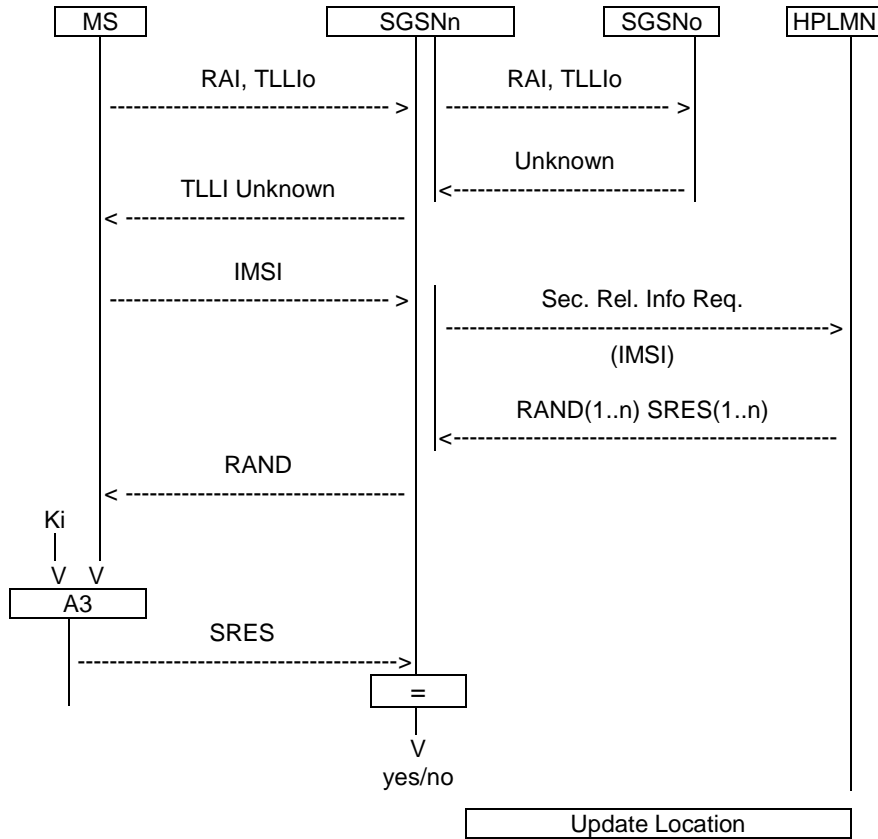 MS SGSNn SGSNo HPLMN
RAI, TLLIo RAI, TLLIo
Unknown
TLLI Unknown
IMSI
Sec. Rel. Info Req.
(IMSI)
RAND(1..n) SRES(1..n)
RAND
Ki
V V
A3
SRES
=
V
yes/no
Update Location